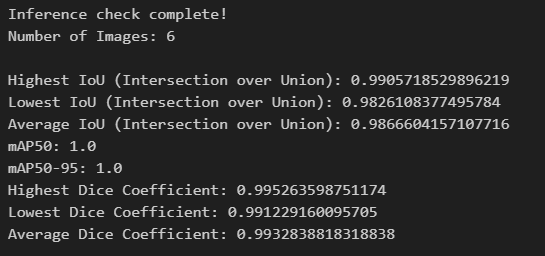 Inference check complete!
Number of Images: 6
Highest IoU (Intersection over Union): 0.9905718529896219
Lowest IoU (Intersection over Union): 0.9826108377495784
Average IoU (Intersection over Union): 0.9866604157107716
mAP50: 1.0
mAP50-95: 1.0
Highest Dice Coefficient: 0.995263598751174
Lowest Dice Coefficient: 0.991229160095705
Average Dice Coefficient: 0.9932838818318838